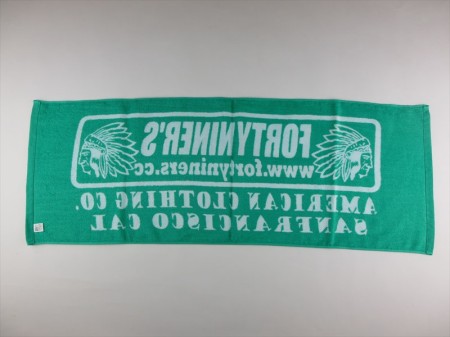 FORTYNINER'S
www.fortyniners.cc
AMERICAN CLOTHING CO.
SANFRANCISCO CAL